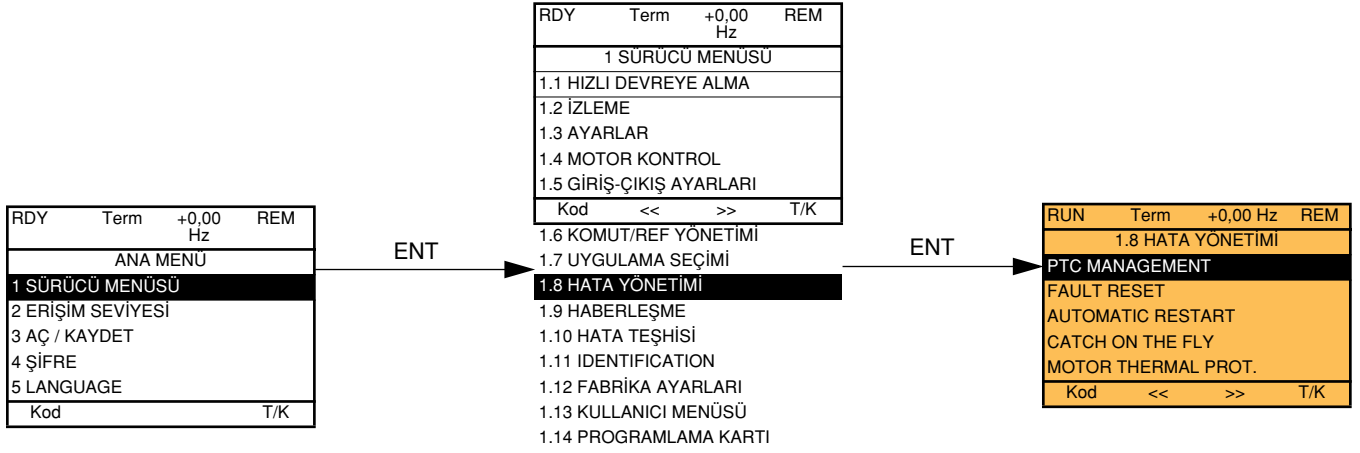 RDY Term +0,00 REM
Hz
ANA MENÜ
1 SÜRÜCÜ MENÜSÜ
2 ERİŞİM SEVİYESİ
3 AÇ / KAYDET
4 ŞİFRE
5 LANGUAGE
Kod T/K
ENT
RDY Term +0,00 REM
Hz
1 SÜRÜCÜ MENÜSÜ
1.1 HIZLI DEVREYE ALMA
1.2 İZLEME
1.3 AYARLAR
1.4 MOTOR KONTROL
1.5 GİRİŞ-ÇIKIŞ AYARLARI
Kod << >> T/K
1.6 KOMUT/REF YÖNETİMİ
1.7 UYGULAMA SEÇİMİ
1.8 HATA YÖNETİMİ
1.9 HABERLEŞME
1.10 HATA TEŞHİSİ
1.11 IDENTIFICATION
1.12 FABRİKA AYARLARI
1.13 KULLANICI MENÜSÜ
1.14 PROGRAMLAMA KARTI
ENT
RUN Term +0,00 Hz REM
1.8 HATA YÖNETİMİ
PTC MANAGEMENT
FAULT RESET
AUTOMATIC RESTART
CATCH ON THE FLY
MOTOR THERMAL PROT.
Kod << >> T/K